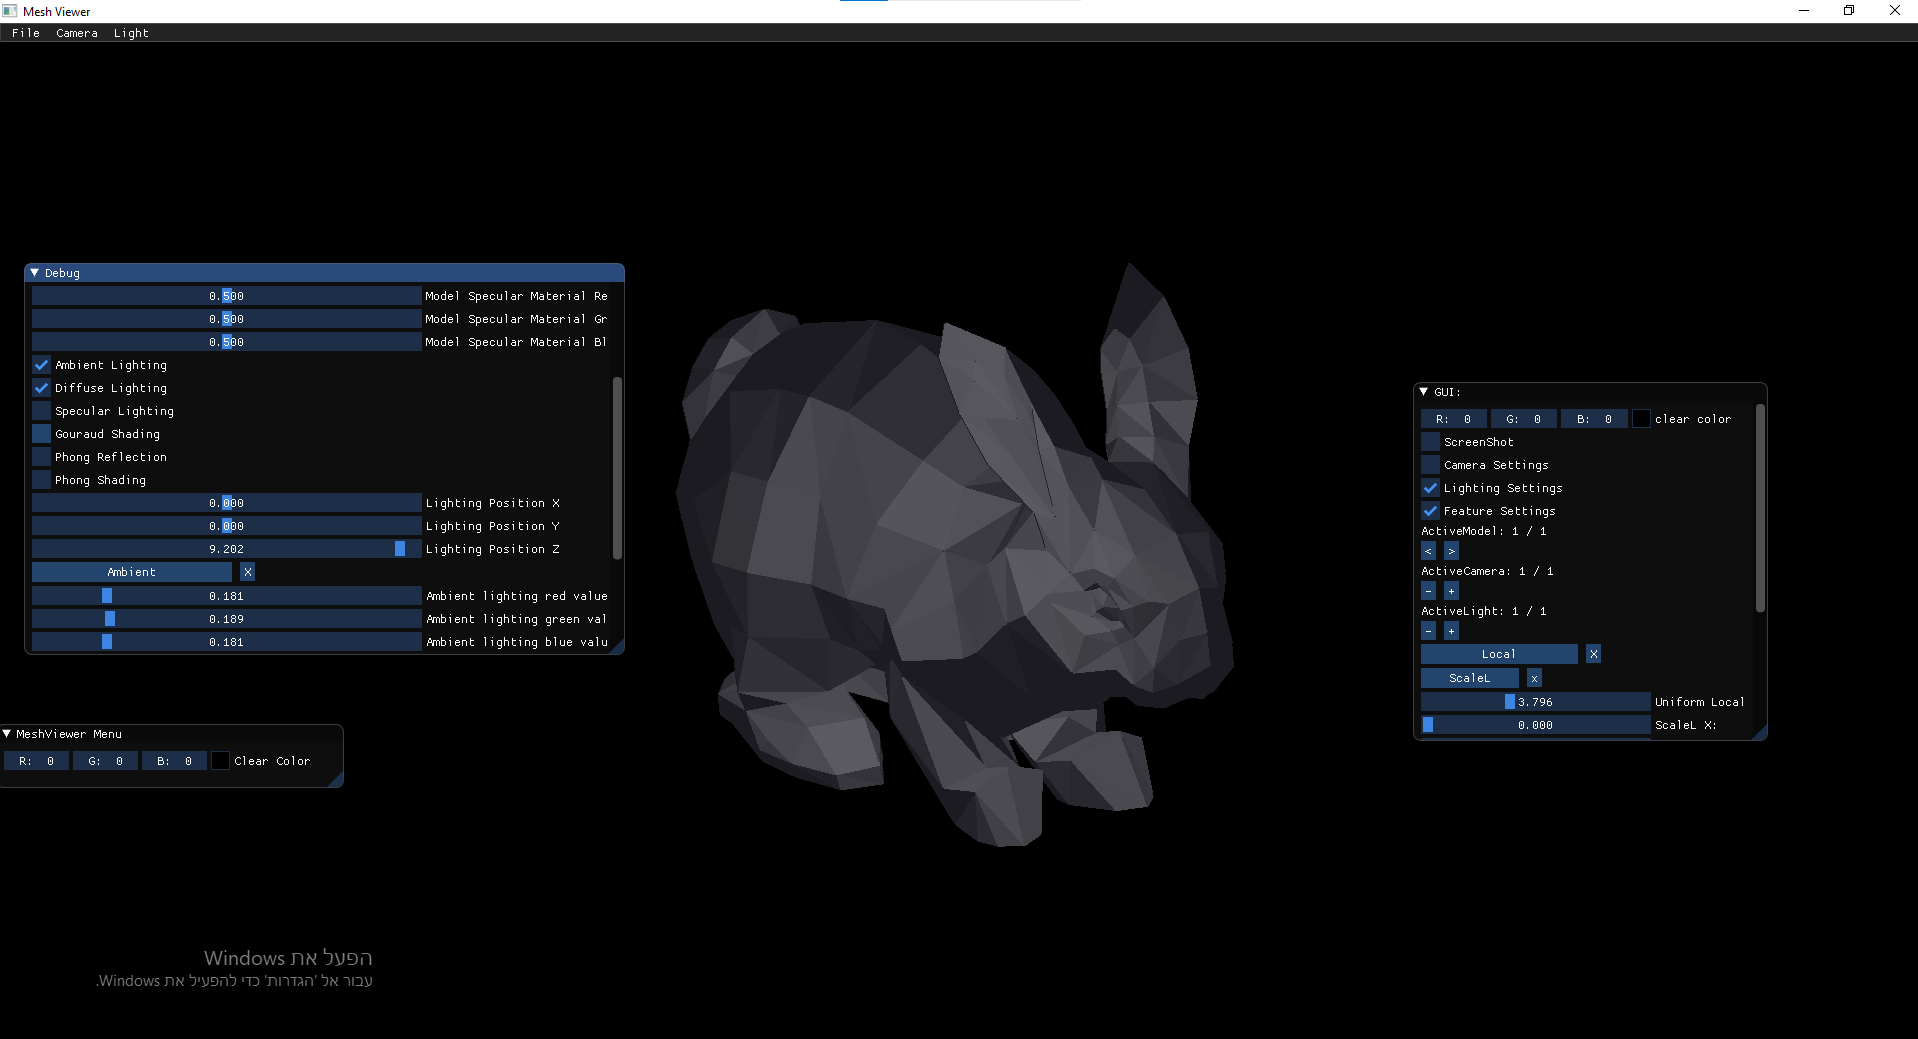 Mesh Viewer
File Camera Light
Debug
0.500 Model Specular Material Re
0.500 Model Specular Material Gr
0.500 Model Specular Material Bl
Ambient Lighting
Diffuse Lighting
Specular Lighting
Gouraud Shading
Phong Reflection
Phong Shading
0.000 Lighting Position X
0.000 Lighting Position Y
9.202 Lighting Position Z
Ambient X
0.181 Ambient lighting red value
0.189 Ambient lighting green val
0.181 Ambient lighting blue valu
MeshViewer Menu
R: 0 G: 0 B: 0 Clear Color
GUI:
R: 0 G: 0 B: 0 clear color
ScreenShot
Camera Settings
Lighting Settings
Feature Settings
ActiveModel: 1 / 1
< >
ActiveCamera: 1 / 1
- +
ActiveLight: 1 / 1
- +
Local X
ScaleL x
3.796 Uniform Local
0.000 ScaleL X:
הפעל את Windows
עבור אל 'הגדרות' כדי להפעיל את Windows.